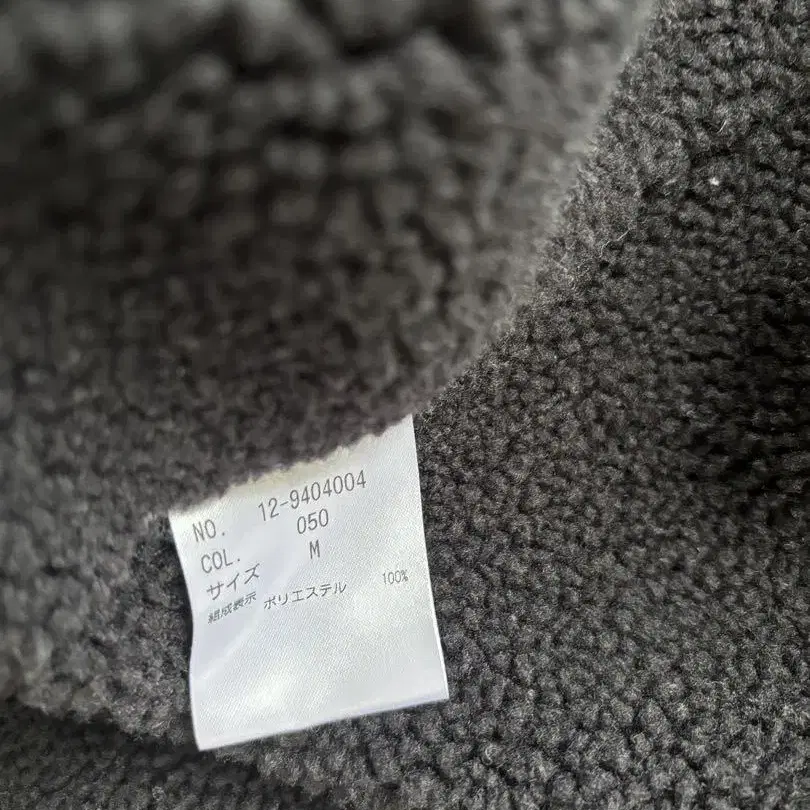 NO. 12-9404004
COL. 050
サイズ M
組成表示 ポリエステル 100%